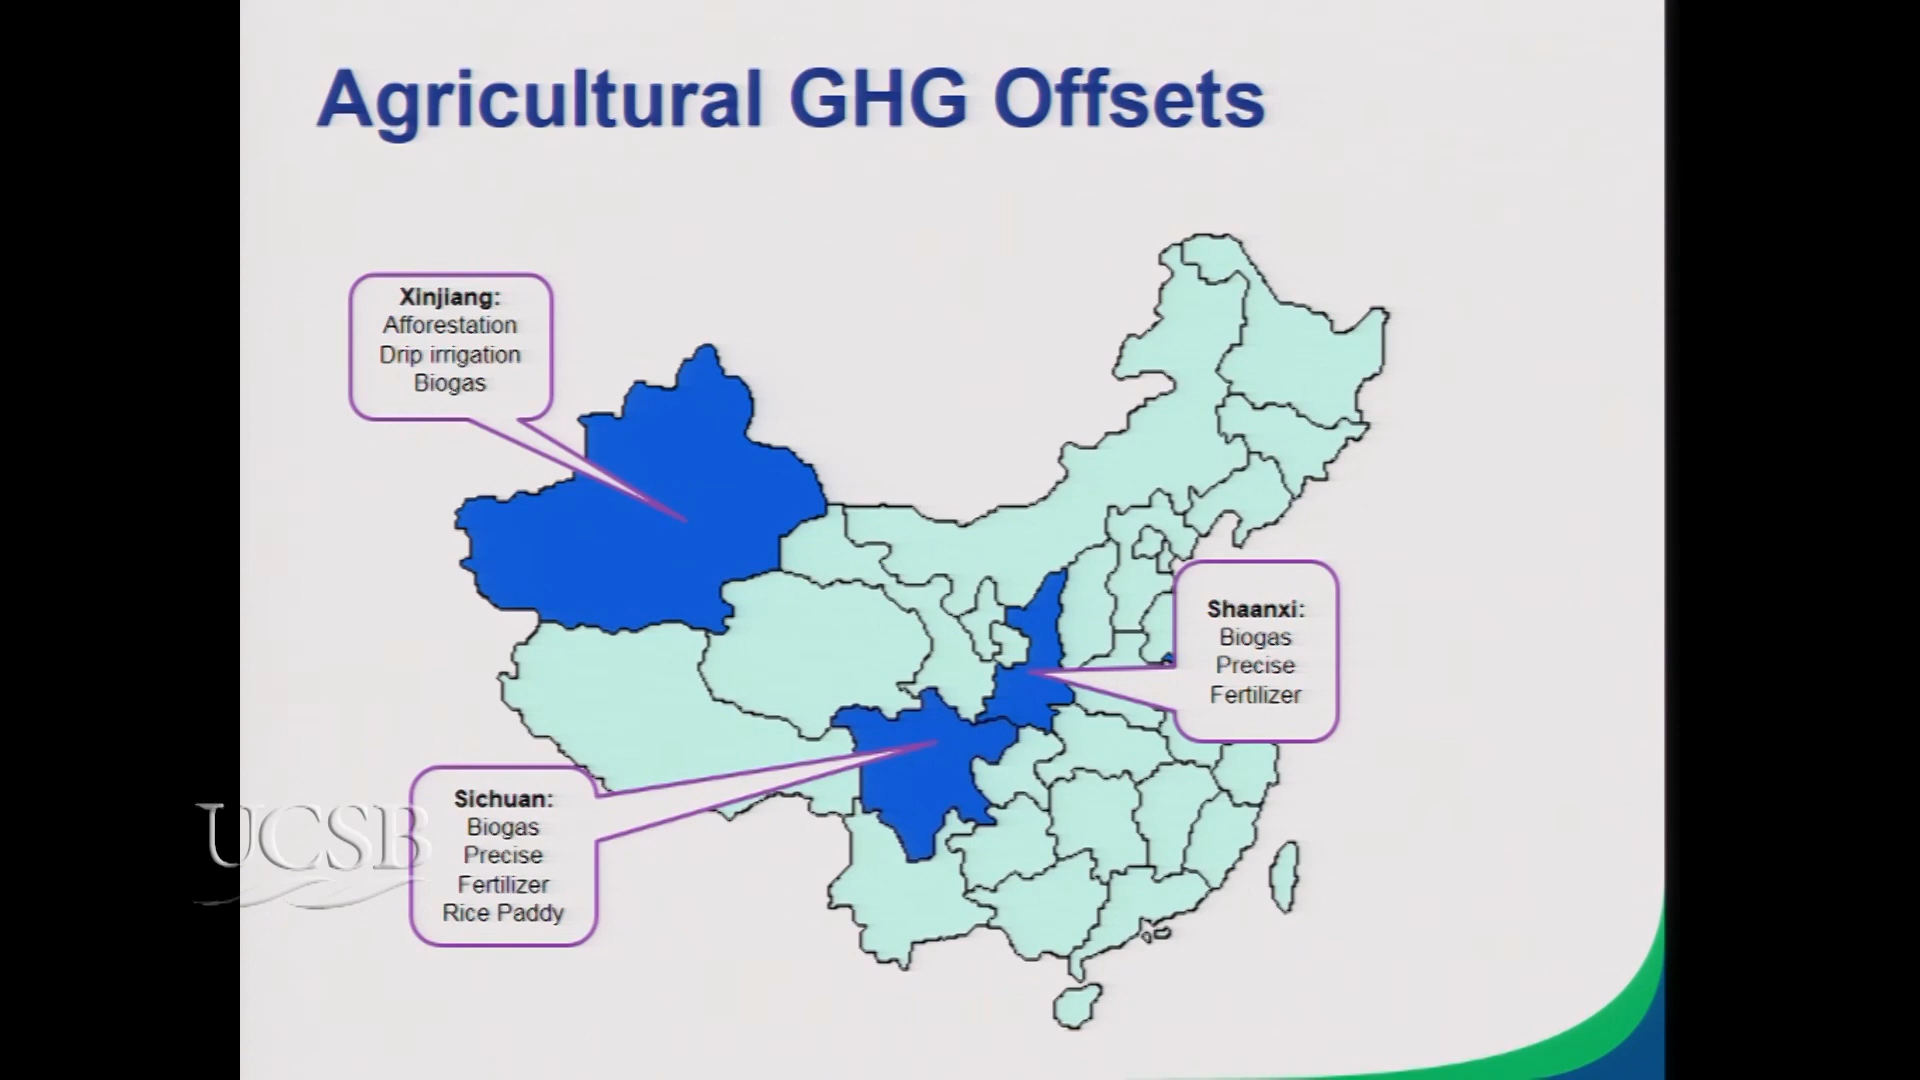 Agricultural GHG Offsets
Xinjiang:
Afforestation
Drip irrigation
Biogas
Shaanxi:
Biogas
Precise
Fertilizer
Sichuan:
Biogas
Precise
Fertilizer
Rice Paddy
UCSB